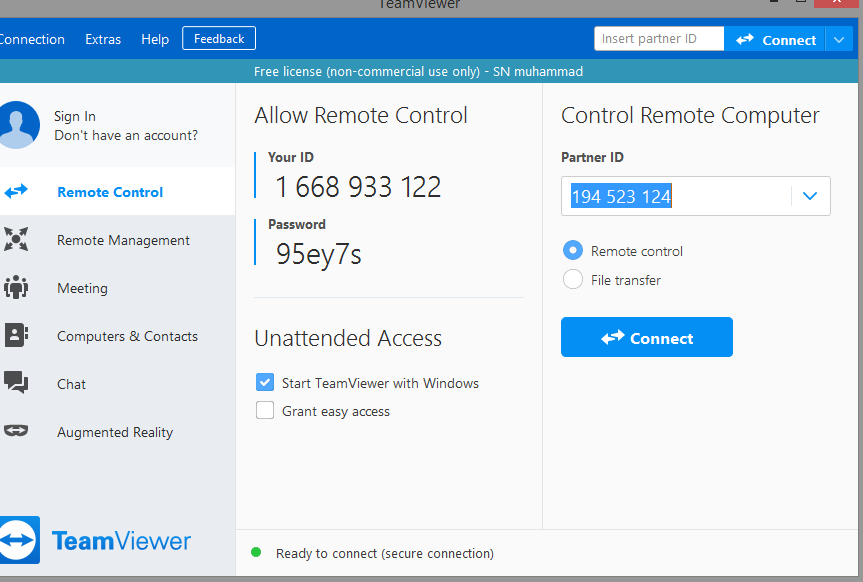 TeamViewer
Connection Extras Help Feedback
Insert partner ID Connect
Free license (non-commercial use only) - SN muhammad
Sign In
Don't have an account?
Remote Control
Remote Management
Meeting
Computers & Contacts
Chat
Augmented Reality
TeamViewer
Allow Remote Control
Your ID
1 668 933 122
Password
95ey7s
Unattended Access
Start TeamViewer with Windows
Grant easy access
Control Remote Computer
Partner ID
194 523 124
Remote control
File transfer
Connect
Ready to connect (secure connection)